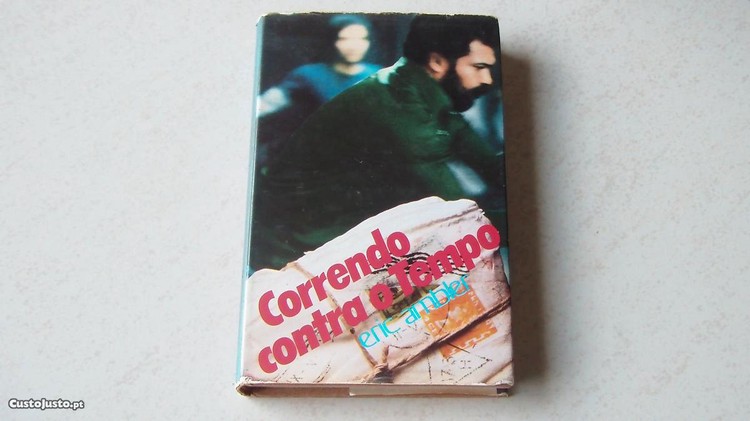 Correndo
contra o Tempo
eric ambler
CustoJusto.pt